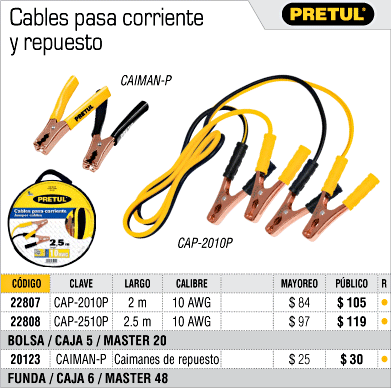 Cables pasa corriente
y repuesto
PRETUL
CAIMAN-P
PRETUL
Cables pasa corriente
Jumper cables
2.5 m
CAP-2010P
CÓDIGO CLAVE LARGO CALIBRE MAYOREO PÚBLICO R
22807 CAP-2010P 2 m 10 AWG $ 84 $ 105
22808 CAP-2510P 2.5 m 10 AWG $ 97 $ 119
BOLSA / CAJA 5 / MASTER 20
20123 CAIMAN-P Caimanes de repuesto $ 25 $ 30
FUNDA / CAJA 6 / MASTER 48